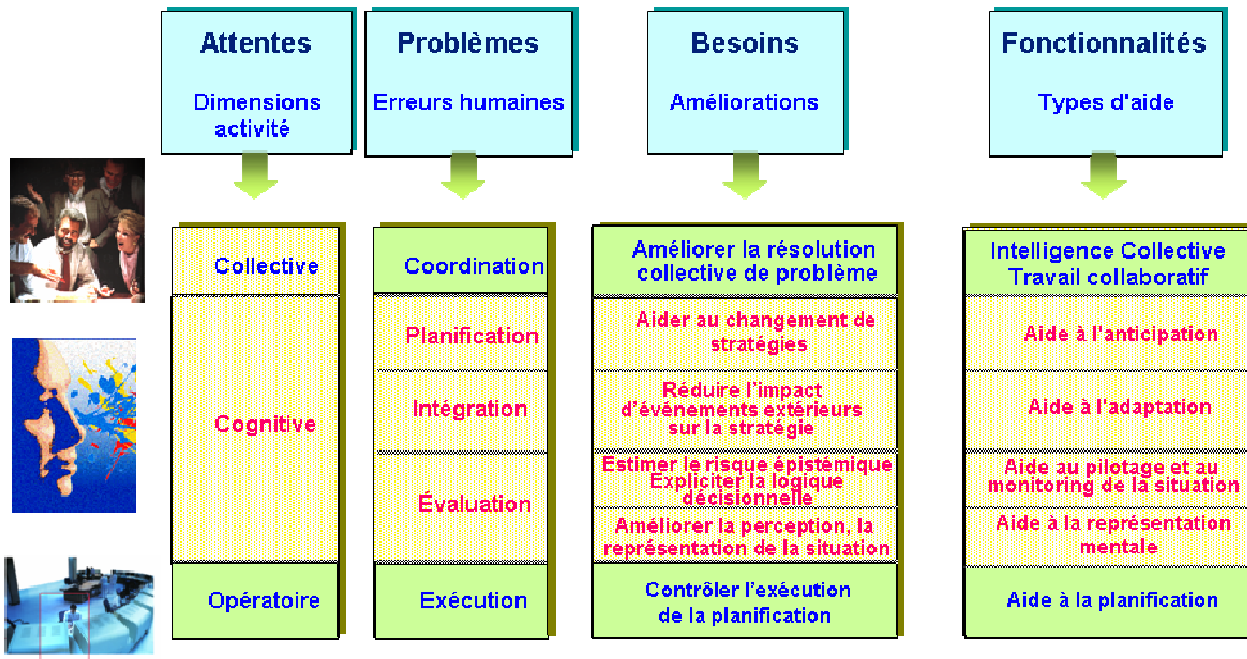 Attentes
Dimensions
activité
Problèmes
Erreurs humaines
Besoins
Améliorations
Fonctionnalités
Types d'aide
Collective
Cognitive
Opératoire
Coordination
Planification
Intégration
Évaluation
Exécution
Améliorer la résolution
collective de problème
Aider au changement de
stratégies
Réduire l'impact
d'événements extérieurs
sur la stratégie
Estimer le risque épistémique
Expliciter la logique
décisionnelle
Améliorer la perception, la
représentation de la situation
Contrôler l'exécution
de la planification
Intelligence Collective
Travail collaboratif
Aide à l'anticipation
Aide à l'adaptation
Aide au pilotage et au
monitoring de la situation
Aide à la représentation
mentale
Aide à la planification